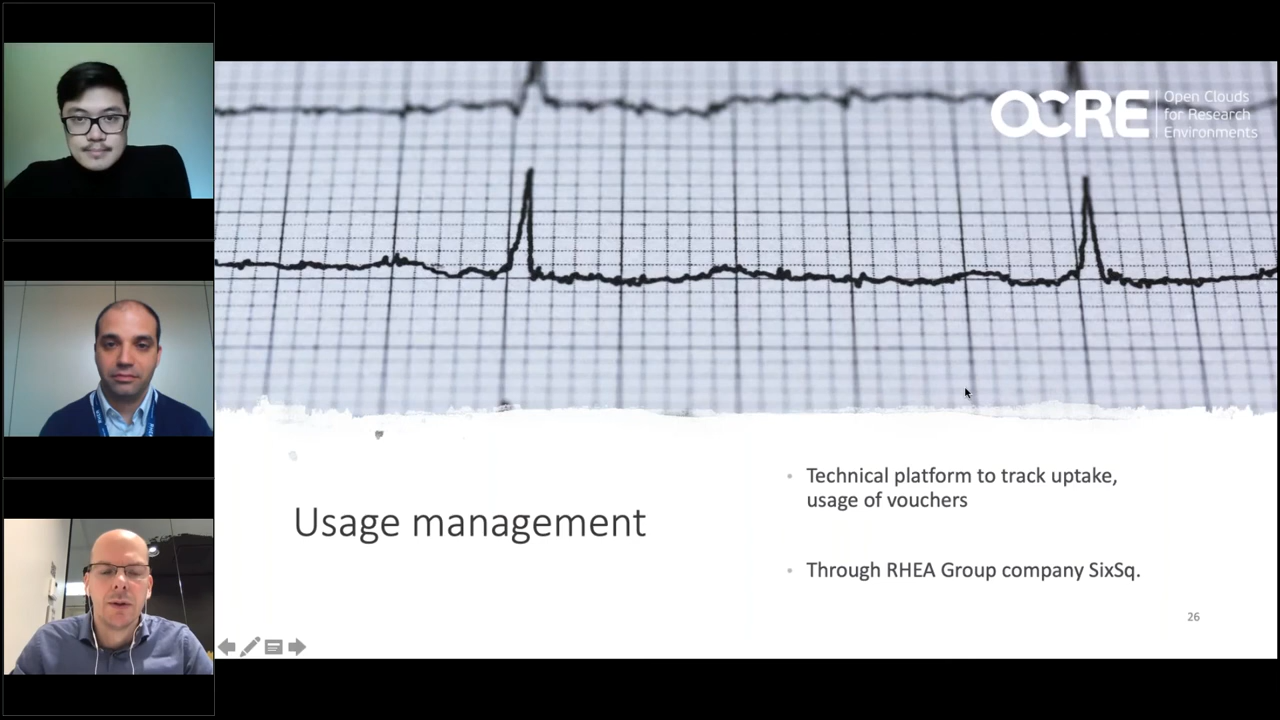 OCRE
Open Clouds
for Research
Environments
Usage management
• Technical platform to track uptake,
usage of vouchers
• Through RHEA Group company SixSq.
26